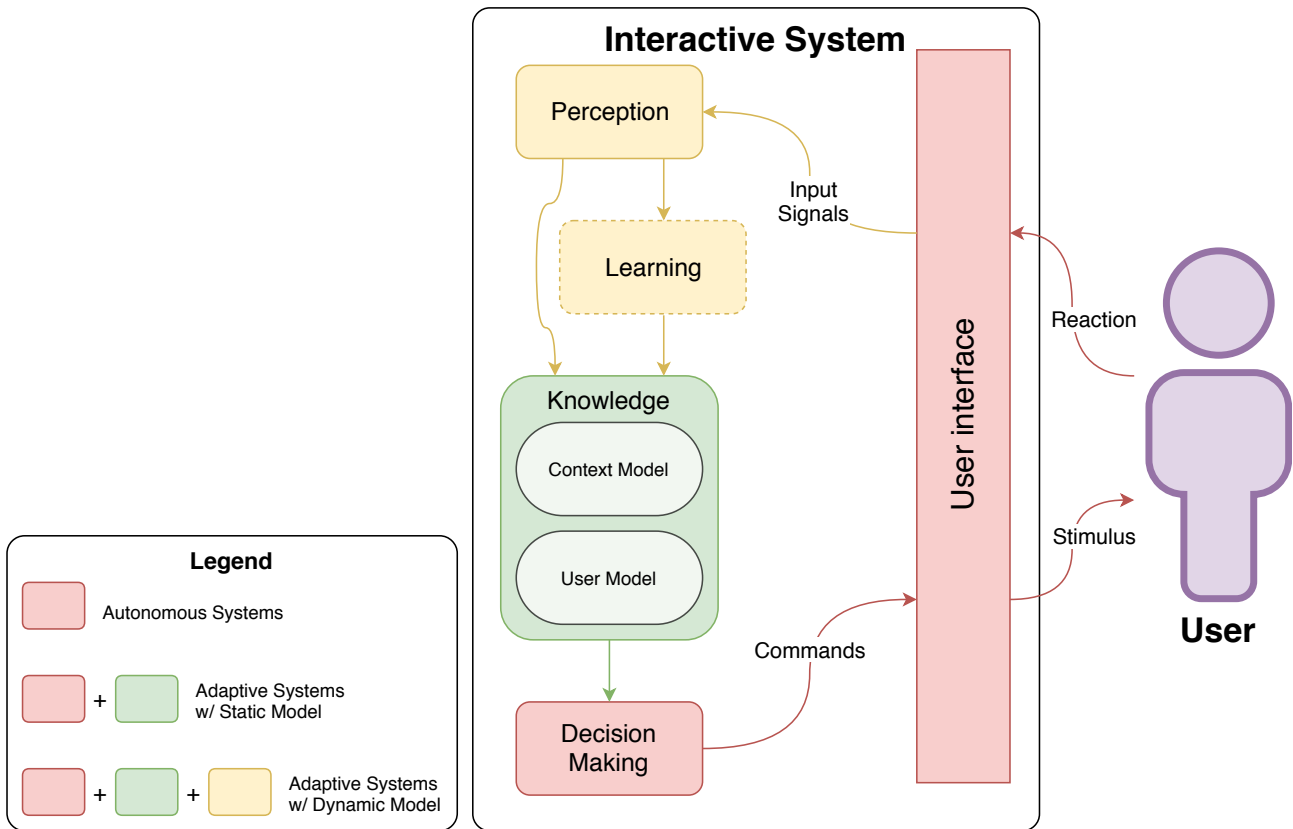 Interactive System
Perception
Input
Signals
Learning
Reaction
Knowledge
Context Model
User interface
Stimulus
User Model
User
Commands
Decision
Making
Legend
Autonomous Systems
+
Adaptive Systems
w/ Static Model
+ +
Adaptive Systems
w/ Dynamic Model